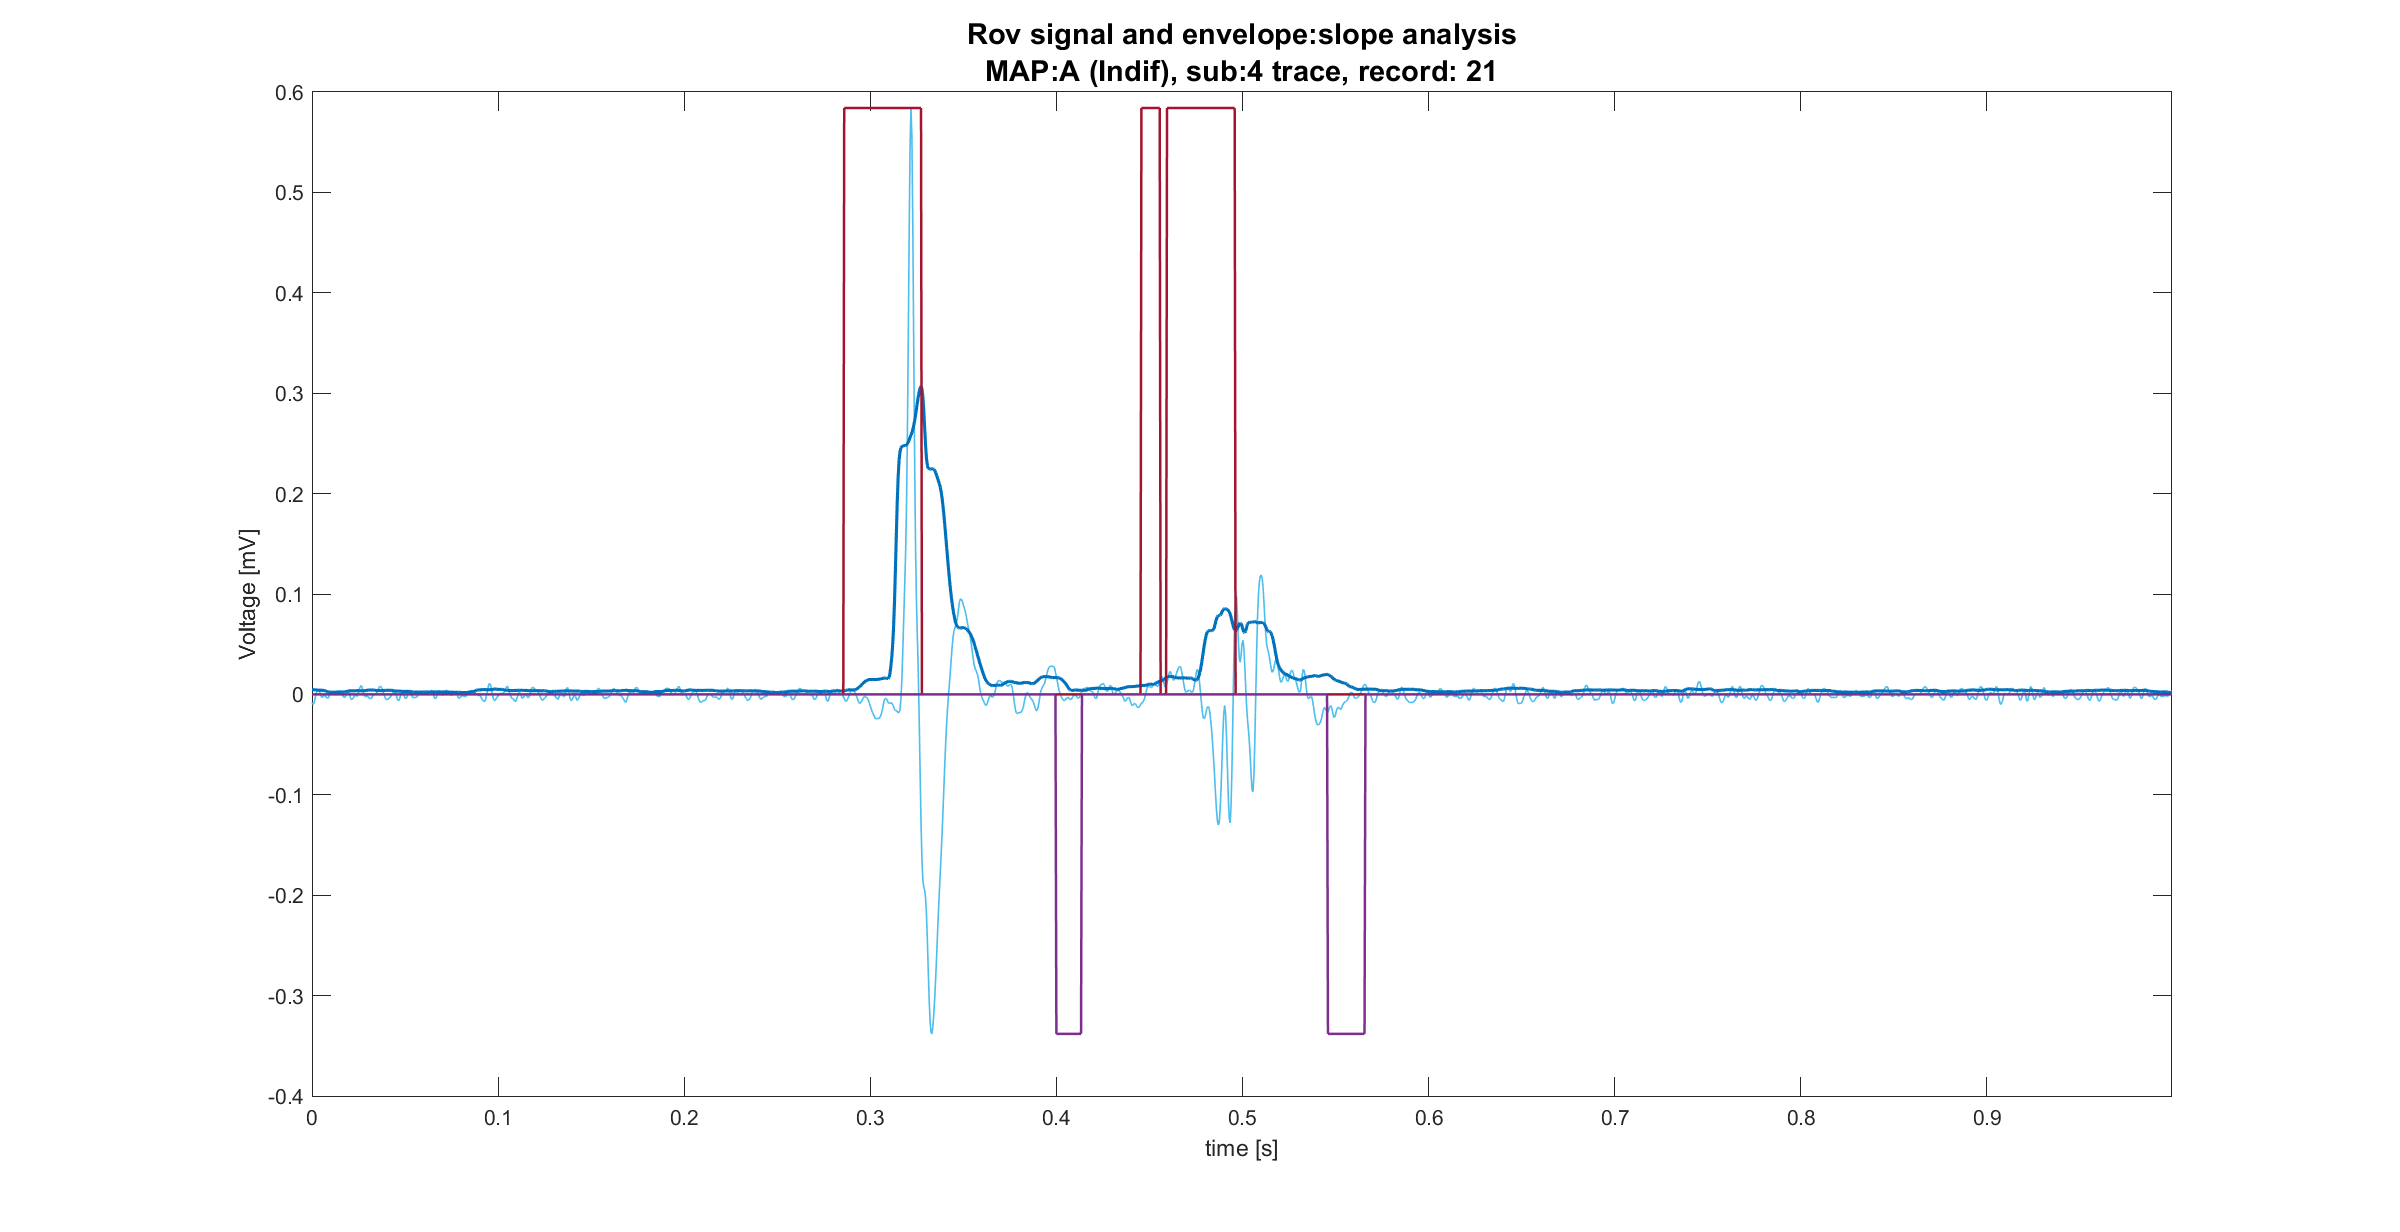 Rov signal and envelope:slope analysis
MAP:A (Indif), sub:4 trace, record: 21
0.6
0.5
0.4
0.3
0.2
0.1
0
-0.1
-0.2
-0.3
-0.4
Voltage [mV]
0 0.1 0.2 0.3 0.4 0.5 0.6 0.7 0.8 0.9
time [s]